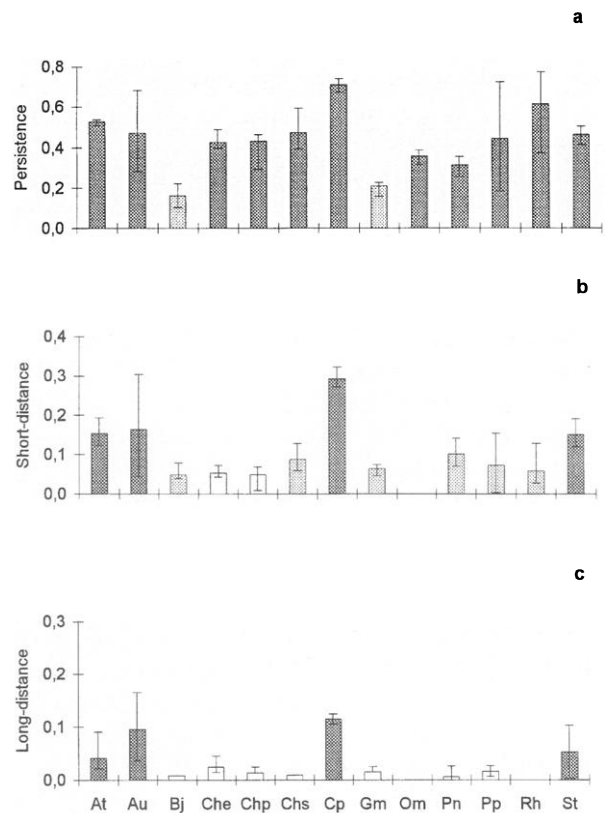 a
0,8
0,6
0,4
0,2
0,0
Persistence
b
0,4
0,3
0,2
0,1
0,0
Short-distance
c
0,3
0,2
0,1
0,0
Long-distance
At Au Bj Che Chp Chs Cp Gm Om Pn Pp Rh St